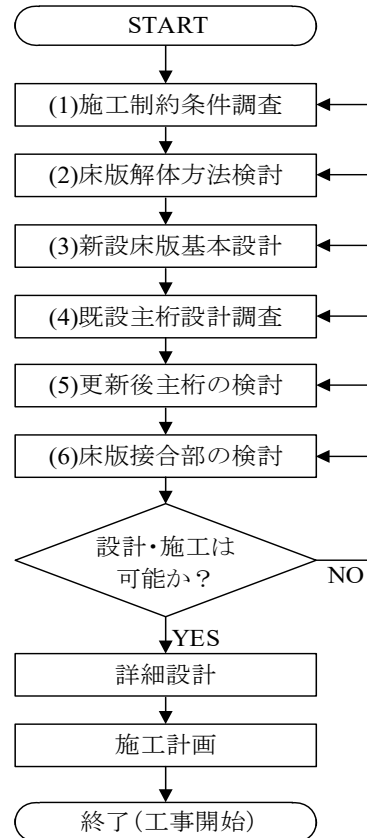 START
(1)施工制約条件調査
(2)床版解体方法検討
(3)新設床版基本設計
(4)既設主桁設計調査
(5)更新後主桁の検討
(6)床版接合部の検討
設計・施工は
可能か？
NO
YES
詳細設計
施工計画
終了(工事開始)